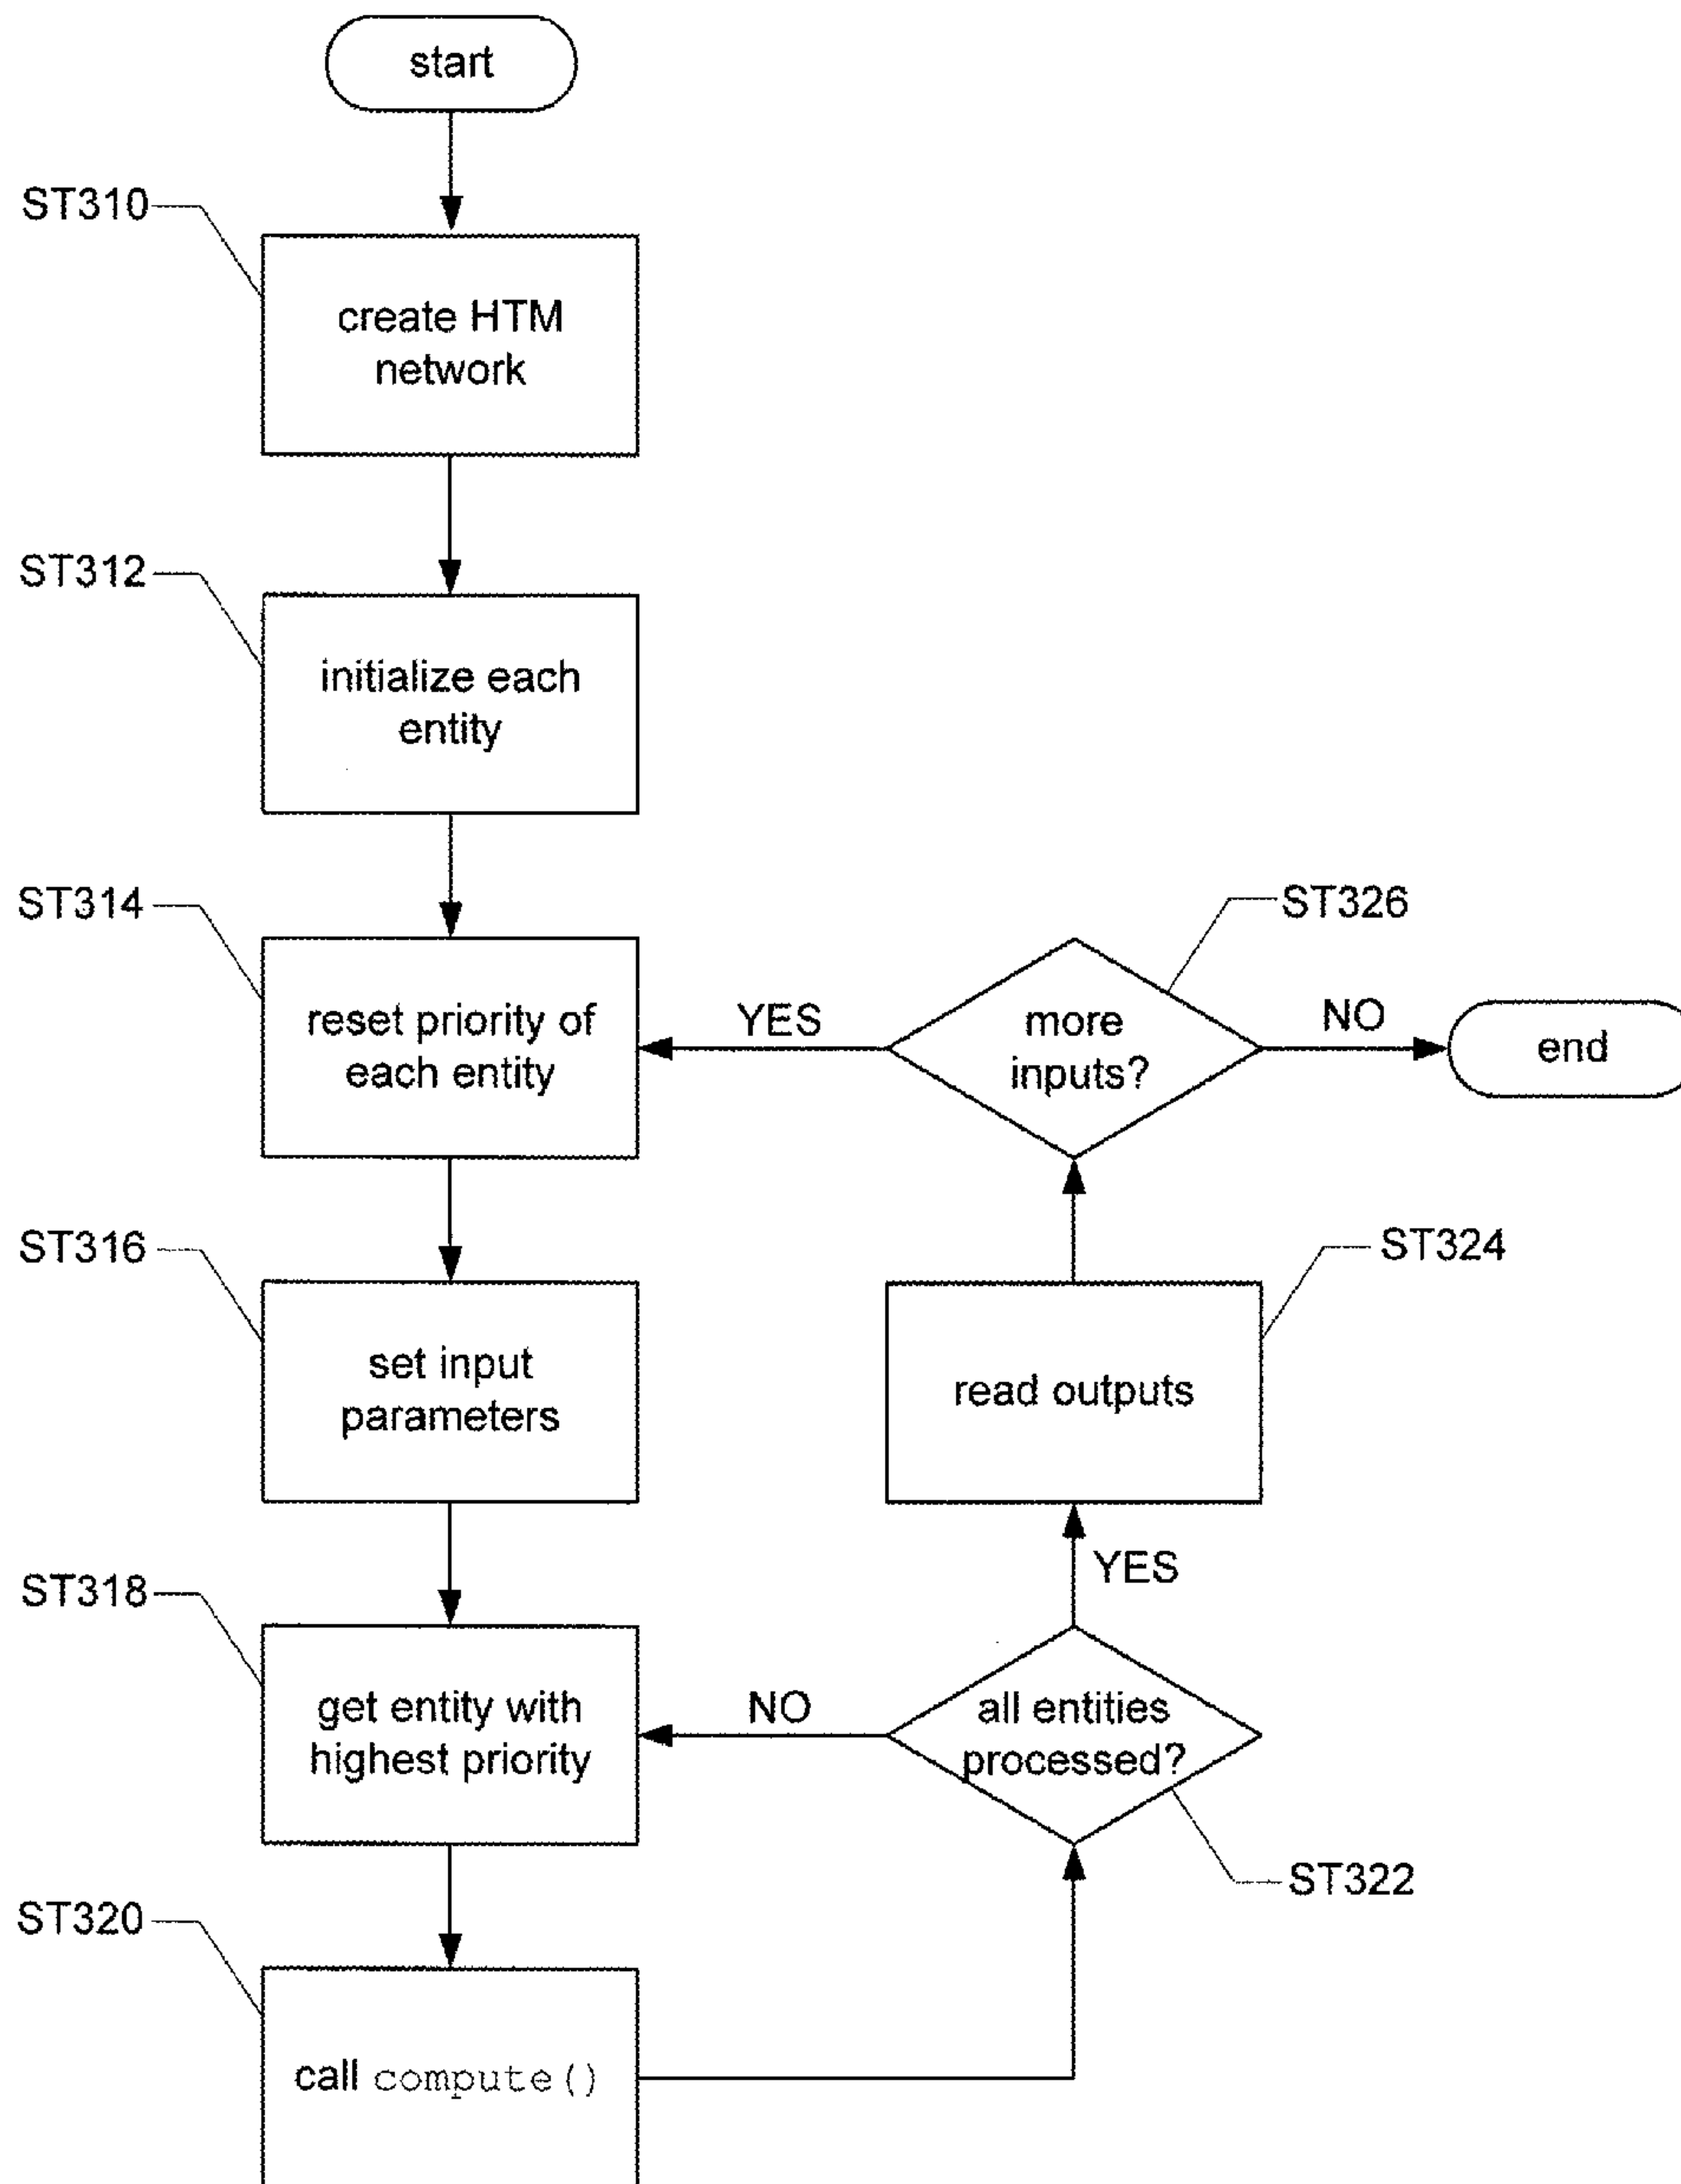 start
ST310
create HTM
network
ST312
initialize each
entity
ST314
reset priority of
each entity
YES
more
inputs?
ST326
NO
end
ST316
set input
parameters
read outputs
ST324
YES
ST318
get entity with
highest priority
NO
all entities
processed?
ST322
ST320
call compute()